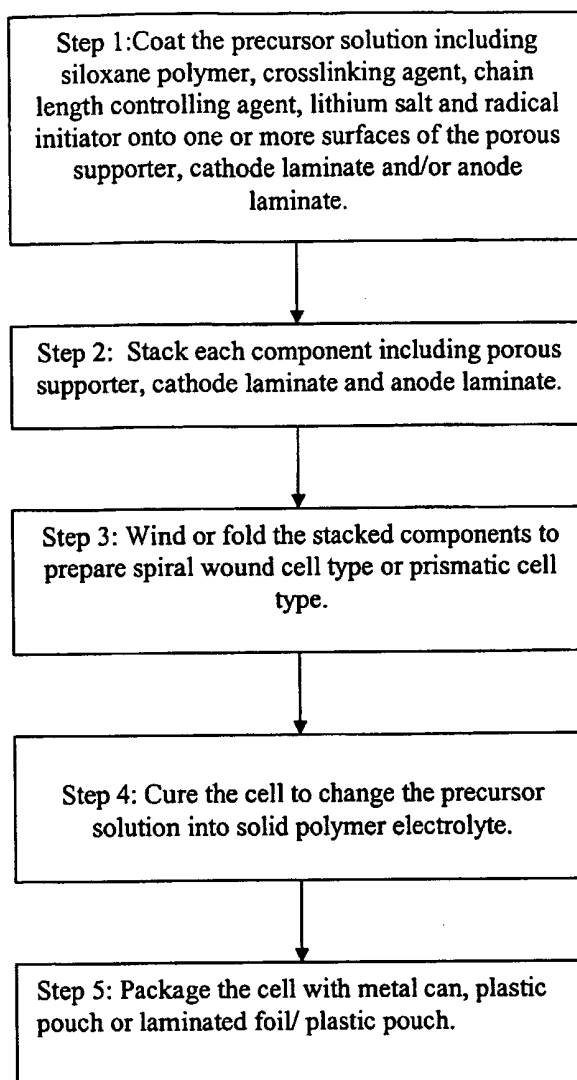 Step 1:Coat the precursor solution including
siloxane polymer, crosslinking agent, chain
length controlling agent, lithium salt and radical
initiator onto one or more surfaces of the porous
supporter, cathode laminate and/or anode
laminate.
Step 2: Stack each component including porous
supporter, cathode laminate and anode laminate.
Step 3: Wind or fold the stacked components to
prepare spiral wound cell type or prismatic cell
type.
Step 4: Cure the cell to change the precursor
solution into solid polymer electrolyte.
Step 5: Package the cell with metal can, plastic
pouch or laminated foil/ plastic pouch.